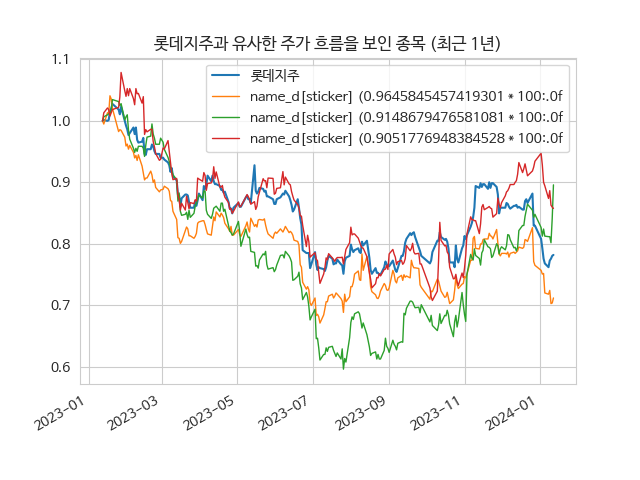 롯데지주과 유사한 주가 흐름을 보인 종목 (최근 1년)
롯데지주
name_d[sticker] (0.9645845457419301 * 100:.0f
name_d[sticker] (0.9148679476581081 * 100:.0f
name_d[sticker] (0.9051776948384528 * 100:.0f
1.1
1.0
0.9
0.8
0.7
0.6
2023-01
2023-03
2023-05
2023-07
2023-09
2023-11
2024-01